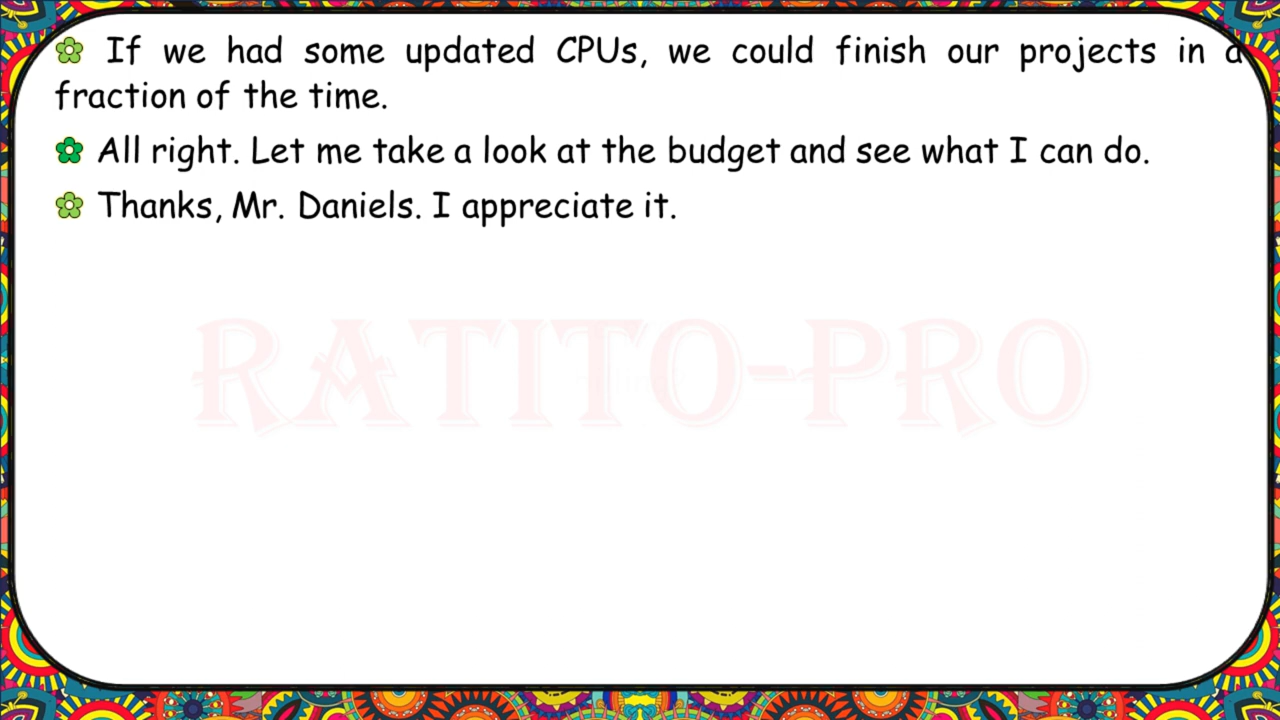 If we had some updated CPUs, we could finish our projects in a
fraction of the time.
All right. Let me take a look at the budget and see what I can do.
Thanks, Mr. Daniels. I appreciate it.
RATITO-PRO